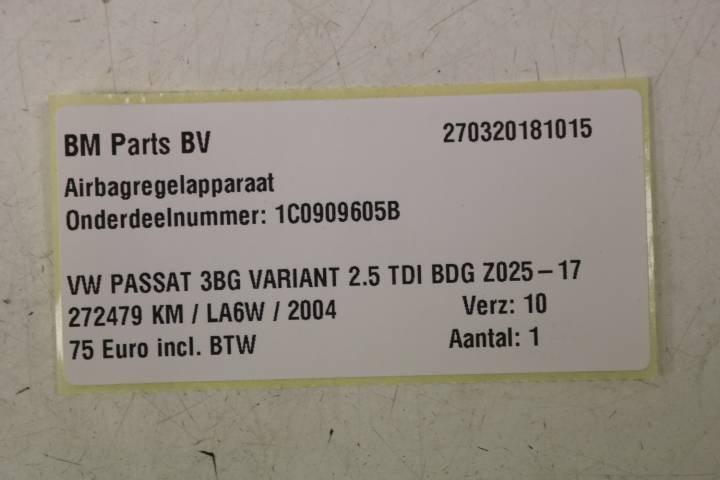 BM Parts BV 270320181015
Airbagregelapparaat
Onderdeelnummer: 1C0909605B
VW PASSAT 3BG VARIANT 2.5 TDI BDG Z025-17
272479 KM / LA6W / 2004 Verz: 10
75 Euro incl. BTW Aantal: 1